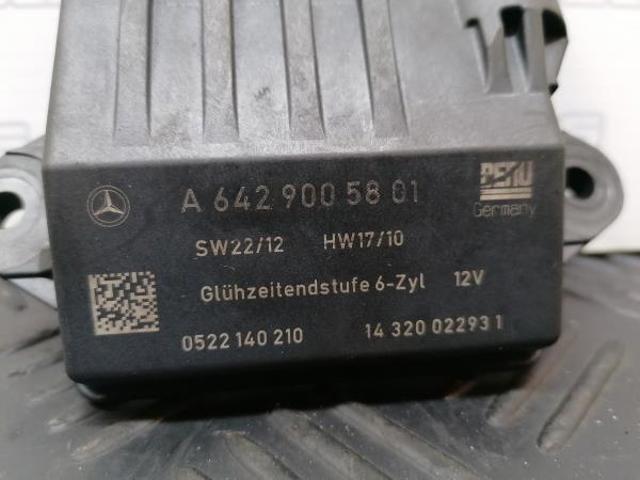 A 642 900 58 01
BERU
Germany
SW22/12 HW17/10
Glühzeitendstufe 6-Zyl 12V
0522 140 210 14 320 02293 1